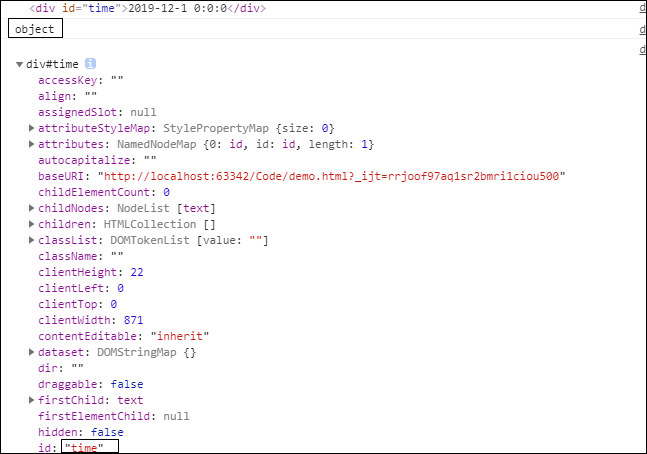 <div id="time">2019-12-1 0:0:0</div>
d
object
d
d
▼div#time i
accessKey: ""
align: ""
assignedSlot: null
▶attributeStyleMap: StylePropertyMap {size: 0}
▶attributes: NamedNodeMap {0: id, id: id, length: 1}
autocapitalize: ""
baseURI: "http://localhost:63342/Code/demo.html?_ijt=rrjoof97aq1sr2bmri1ciou500"
childElementCount: 0
▶childNodes: NodeList [text]
▶children: HTMLCollection []
▶classList: DOMTokenList [value: ""]
className: ""
clientHeight: 22
clientLeft: 0
clientTop: 0
clientWidth: 871
contentEditable: "inherit"
▶dataset: DOMStringMap {}
dir: ""
draggable: false
▶firstChild: text
firstElementChild: null
hidden: false
id: "time"